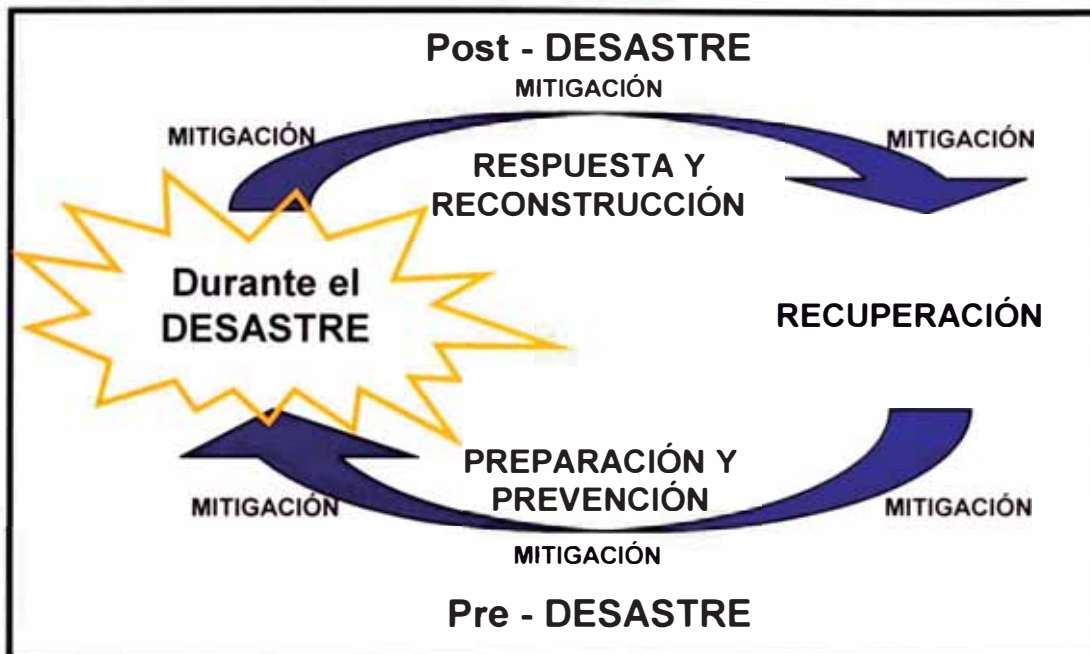 Post - DESASTRE
MITIGACIÓN
MITIGACIÓN
MITIGACIÓN
RESPUESTA Y
RECONSTRUCCIÓN
Durante el
DESASTRE
RECUPERACIÓN
PREPARACIÓN Y
PREVENCIÓN
MITIGACIÓN
MITIGACIÓN
MITIGACIÓN
Pre - DESASTRE